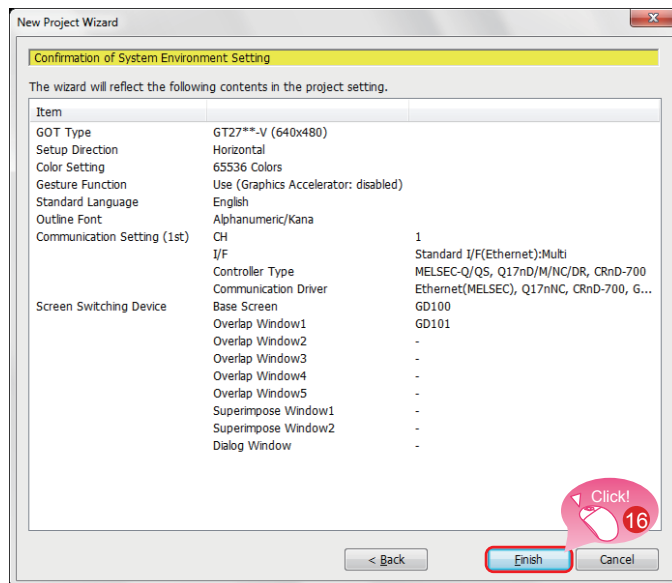 New Project Wizard
Confirmation of System Environment Setting
The wizard will reflect the following contents in the project setting.
Item
GOT Type GT27**-V (640x480)
Setup Direction Horizontal
Color Setting 65536 Colors
Gesture Function Use (Graphics Accelerator: disabled)
Standard Language English
Outline Font Alphanumeric/Kana
Communication Setting (1st) CH 1
I/F Standard I/F(Ethernet):Multi
Controller Type MELSEC-Q/QS, Q17nD/M/NC/DR, CRnD-700
Communication Driver Ethernet(MELSEC), Q17nNC, CRnD-700, G...
Screen Switching Device Base Screen GD100
Overlap Window1 GD101
Overlap Window2 -
Overlap Window3 -
Overlap Window4 -
Overlap Window5 -
Superimpose Window1 -
Superimpose Window2 -
Dialog Window -
Click!
16
< Back Finish Cancel